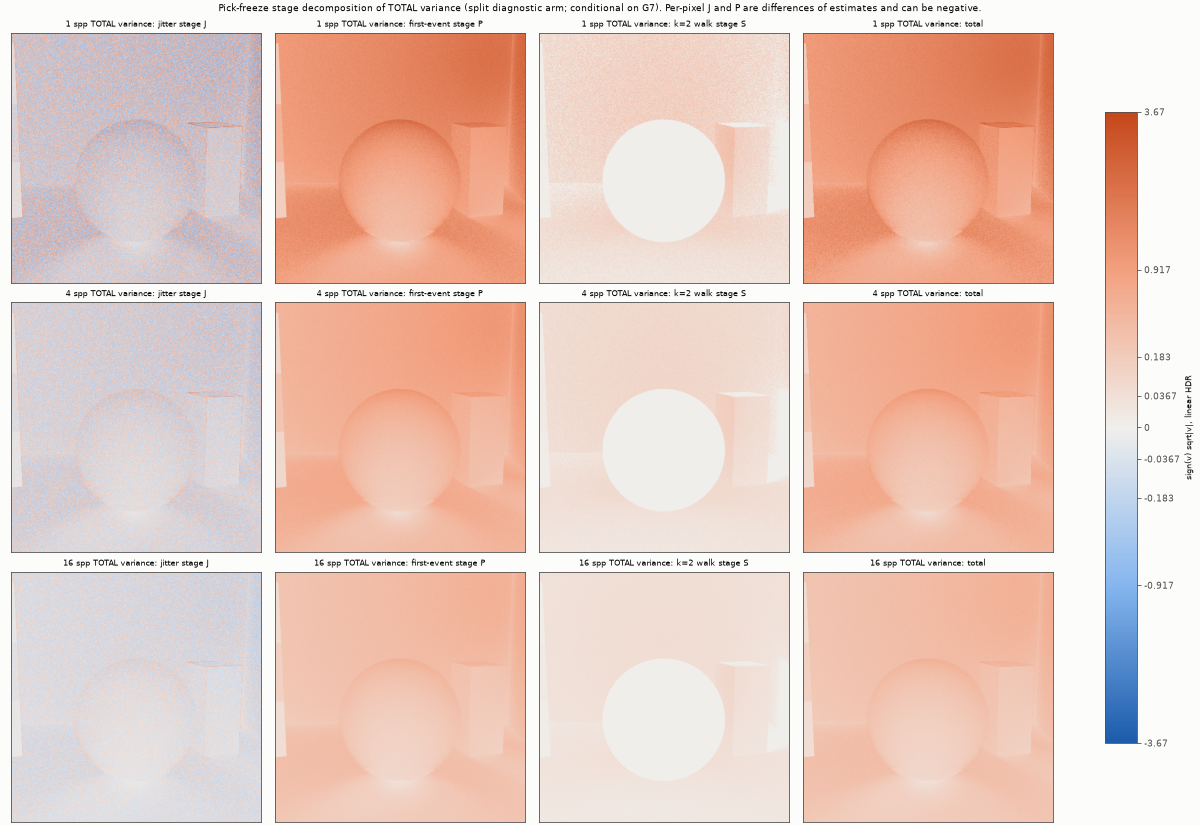 Pick-freeze stage decomposition of TOTAL variance (split diagnostic arm; conditional on G7). Per-pixel J and P are differences of estimates and can be negative.
1 spp TOTAL variance: jitter stage J
1 spp TOTAL variance: first-event stage P
1 spp TOTAL variance: k=2 walk stage S
1 spp TOTAL variance: total
4 spp TOTAL variance: jitter stage J
4 spp TOTAL variance: first-event stage P
4 spp TOTAL variance: k=2 walk stage S
4 spp TOTAL variance: total
16 spp TOTAL variance: jitter stage J
16 spp TOTAL variance: first-event stage P
16 spp TOTAL variance: k=2 walk stage S
16 spp TOTAL variance: total
3.67
0.917
0.183
0.0367
0
-0.0367
-0.183
-0.917
-3.67
sign(v) sqrt|v|, linear HDR